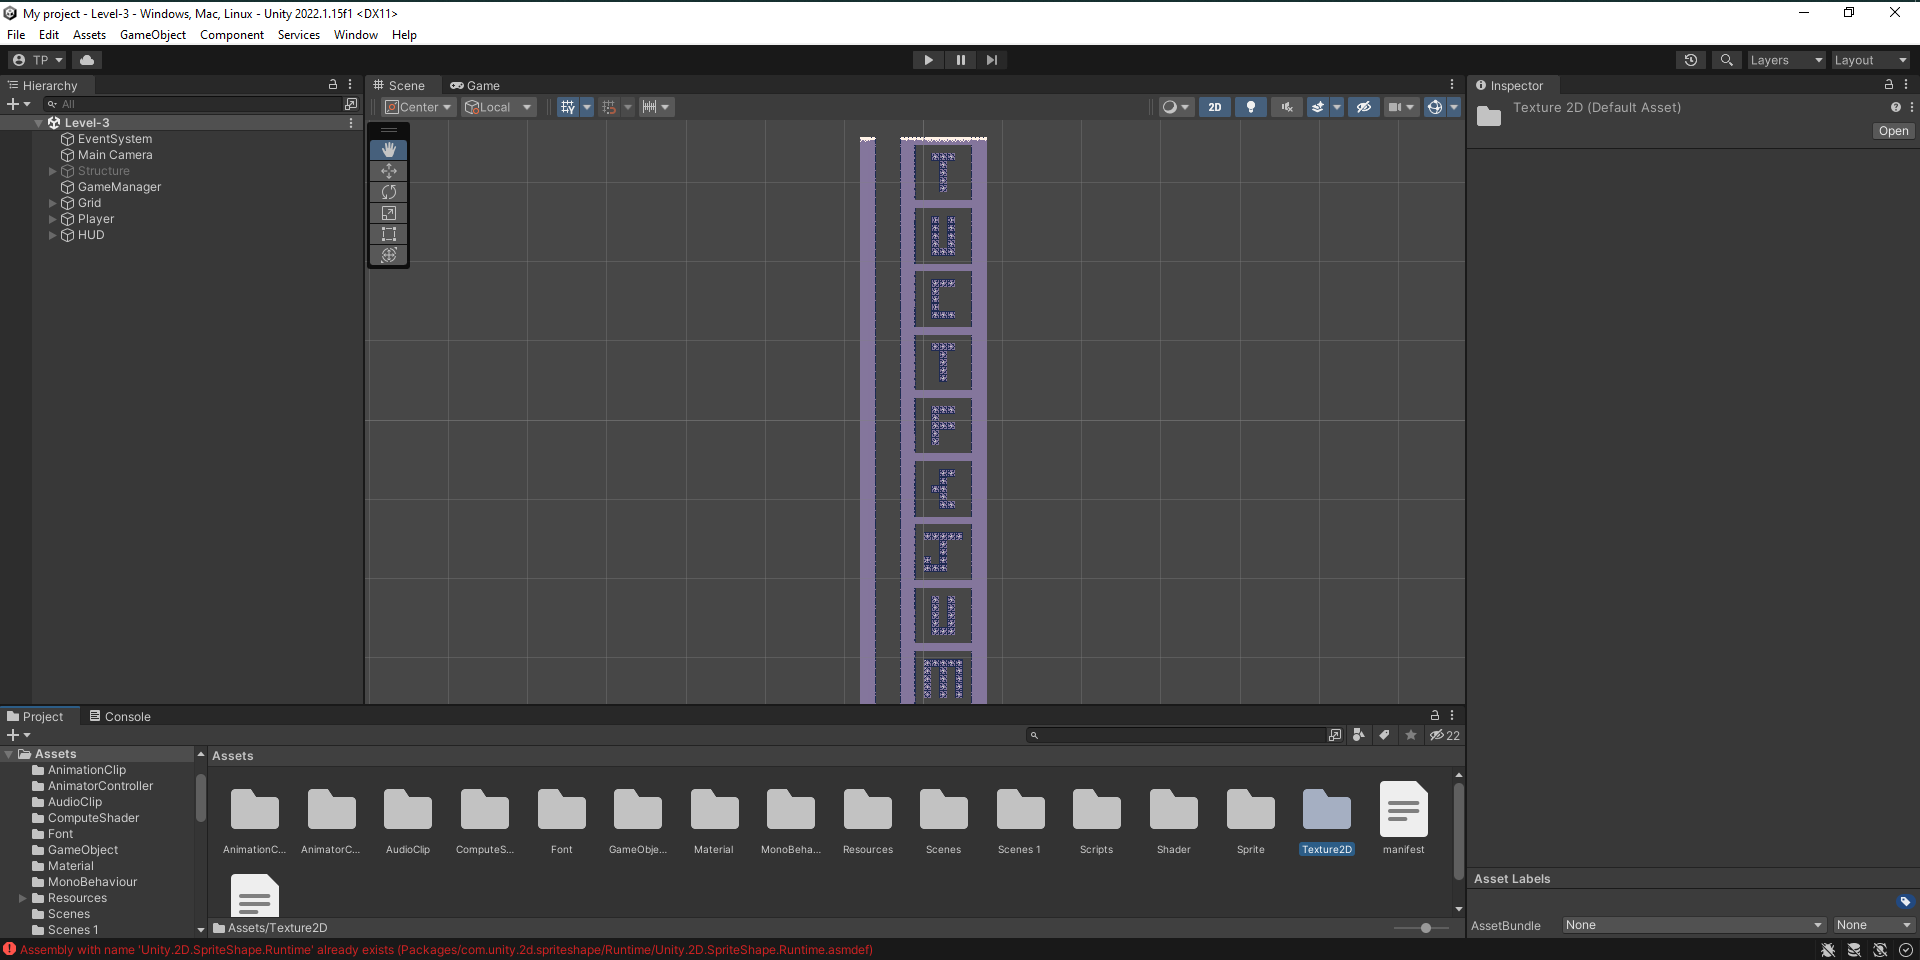 My project - Level-3 - Windows, Mac, Linux - Unity 2022.1.15f1 <DX11>
File Edit Assets GameObject Component Services Window Help
TP Layers Layout
Hierarchy Scene Game Inspector
All
Center Local 2D
Texture 2D (Default Asset)
Open
Level-3
EventSystem
Main Camera
Structure
GameManager
Grid
Player
HUD
T
U
C
T
F
{
J
U
m
Project Console
22
Assets
AnimationClip
AnimatorController
AudioClip
ComputeShader
Font
GameObject
Material
MonoBehaviour
Resources
Scenes
Scenes 1
Assets
AnimationC... AnimatorC... AudioClip ComputeS... Font GameObje... Material MonoBeha... Resources Scenes Scenes 1 Scripts Shader Sprite Texture2D manifest
Assets/Texture2D
Asset Labels
AssetBundle None None
Assembly with name 'Unity.2D.SpriteShape.Runtime' already exists (Packages/com.unity.2d.spriteshape/Runtime/Unity.2D.SpriteShape.Runtime.asmdef)